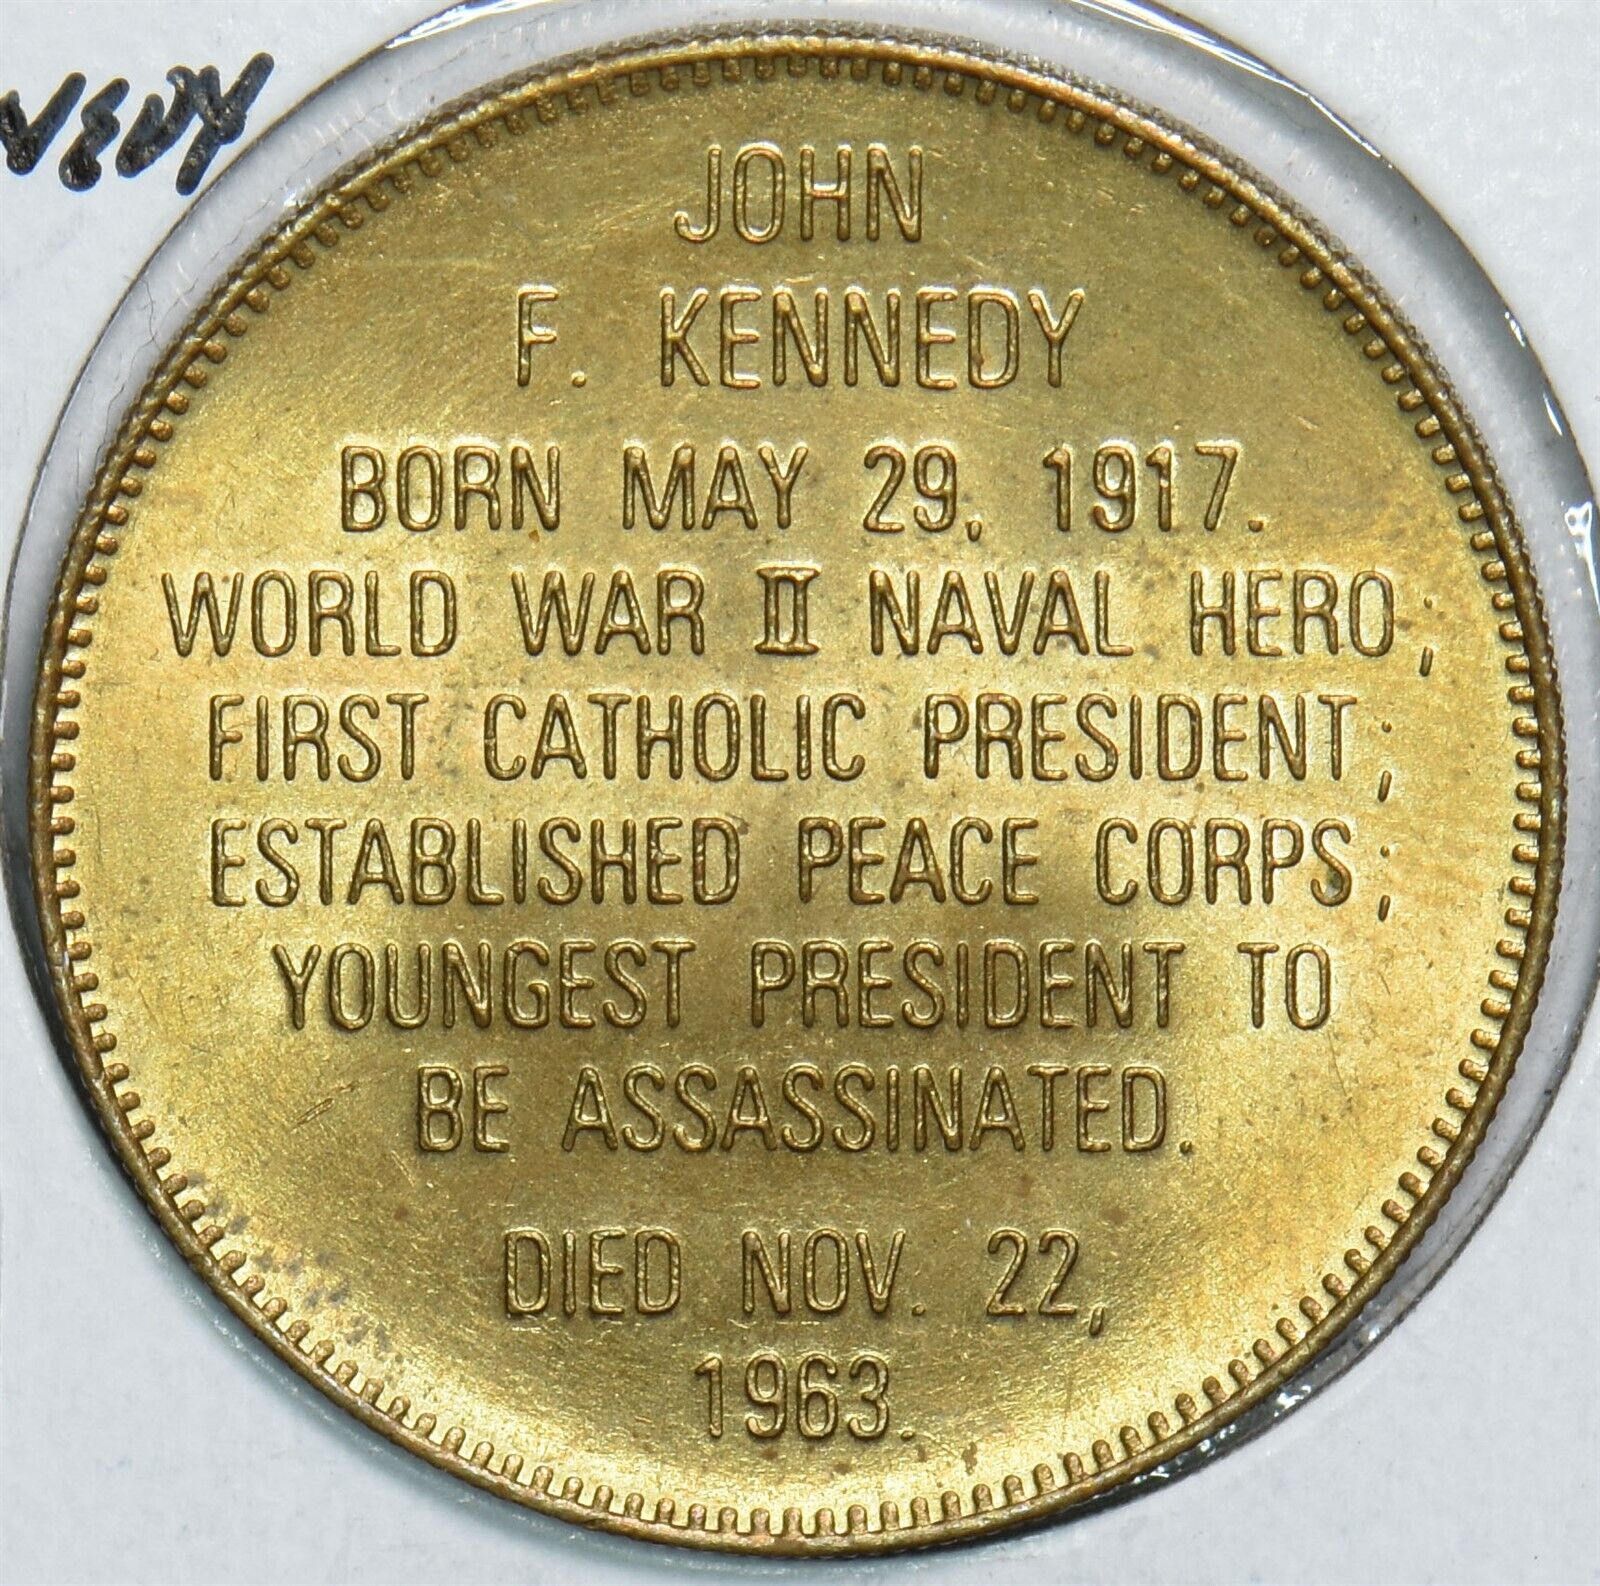 JOHN
F. KENNEDY
BORN MAY 29, 1917.
WORLD WAR II NAVAL HERO;
FIRST CATHOLIC PRESIDENT;
ESTABLISHED PEACE CORPS;
YOUNGEST PRESIDENT TO
BE ASSASSINATED.
DIED NOV. 22,
1963.